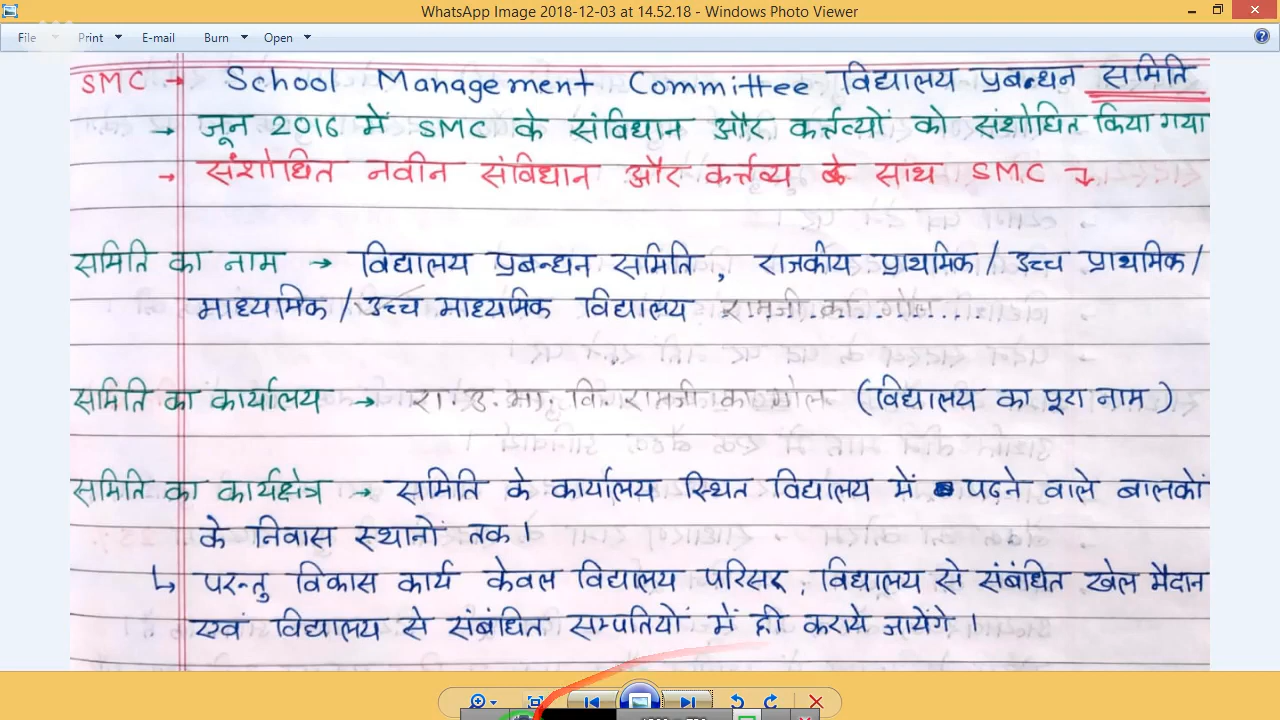 WhatsApp Image 2018-12-03 at 14.52.18 - Windows Photo Viewer
File Print E-mail Burn Open
SMC → School Management Committee विद्यालय प्रबन्धन समिति
→ जून 2016 में SMC के संविधान और कर्त्तव्यों को संशोधित किया गया
→ संशोधित नवीन संविधान और कर्त्तव्य के साथ SMC
समिति का नाम → विद्यालय प्रबन्धन समिति, राजकीय प्राथमिक/उच्च प्राथमिक/
माध्यमिक/उच्च माध्यमिक विद्यालय रामजी का गोल
समिति का कार्यालय → रा. उ. मा. वि. रामजी का गोल (विद्यालय का पूरा नाम)
समिति का कार्यक्षेत्र → समिति के कार्यालय स्थित विद्यालय में पढ़ने वाले बालकों
के निवास स्थानों तक।
↳ परन्तु विकास कार्य केवल विद्यालय परिसर, विद्यालय से संबंधित खेल मैदान
एवं विद्यालय से संबंधित सम्पतियों में ही कराये जायेंगे।